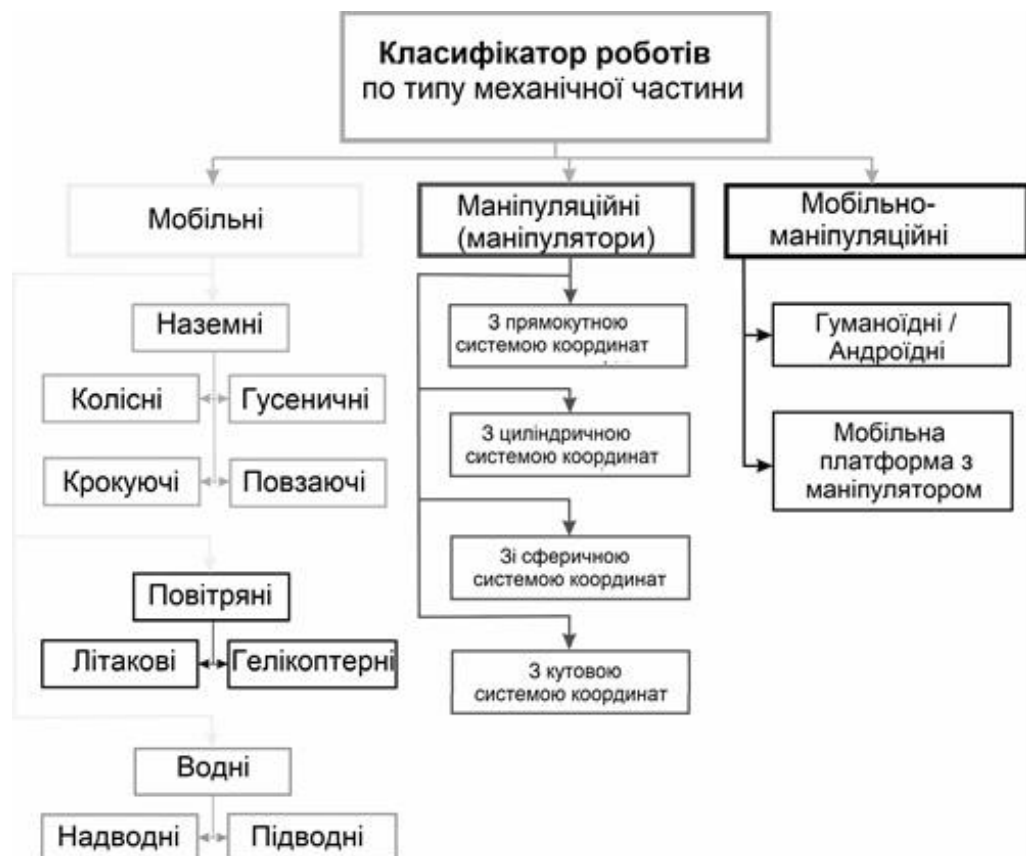 Класифікатор роботів
по типу механічної частини
Мобільні
Наземні
Колісні
Гусеничні
Крокуючі
Повзаючі
Повітряні
Літакові
Гелікоптерні
Водні
Надводні
Підводні
Маніпуляційні
(маніпулятори)
З прямокутною
системою координат
З циліндричною
системою координат
Зі сферичною
системою координат
З кутовою
системою координат
Мобільно-
маніпуляційні
Гуманоїдні /
Андроїдні
Мобільна
платформа з
маніпулятором